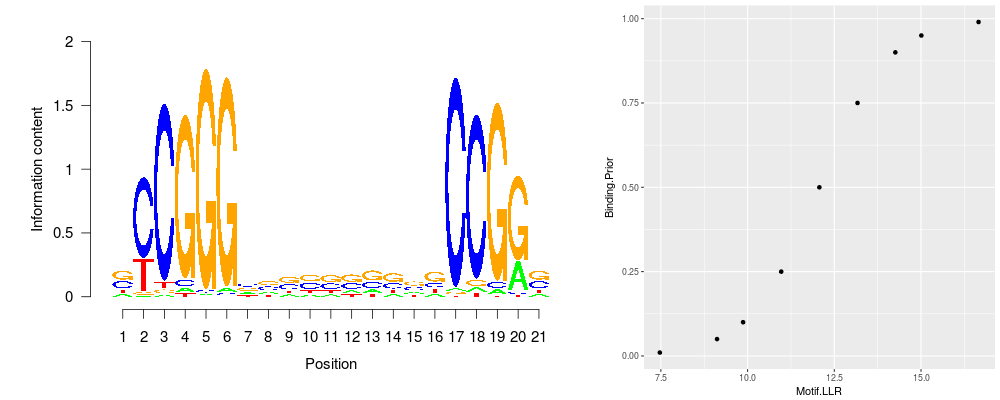 Information content
2
1.5
1
0.5
0
G C
C T
C T
G C
G
G
C
C
G C
G A
G C
1 2 3 4 5 6 7 8 9 10 11 12 13 14 15 16 17 18 19 20 21
Position
Binding.Prior
1.00
0.75
0.50
0.25
0.00
7.5 10.0 12.5 15.0
Motif.LLR